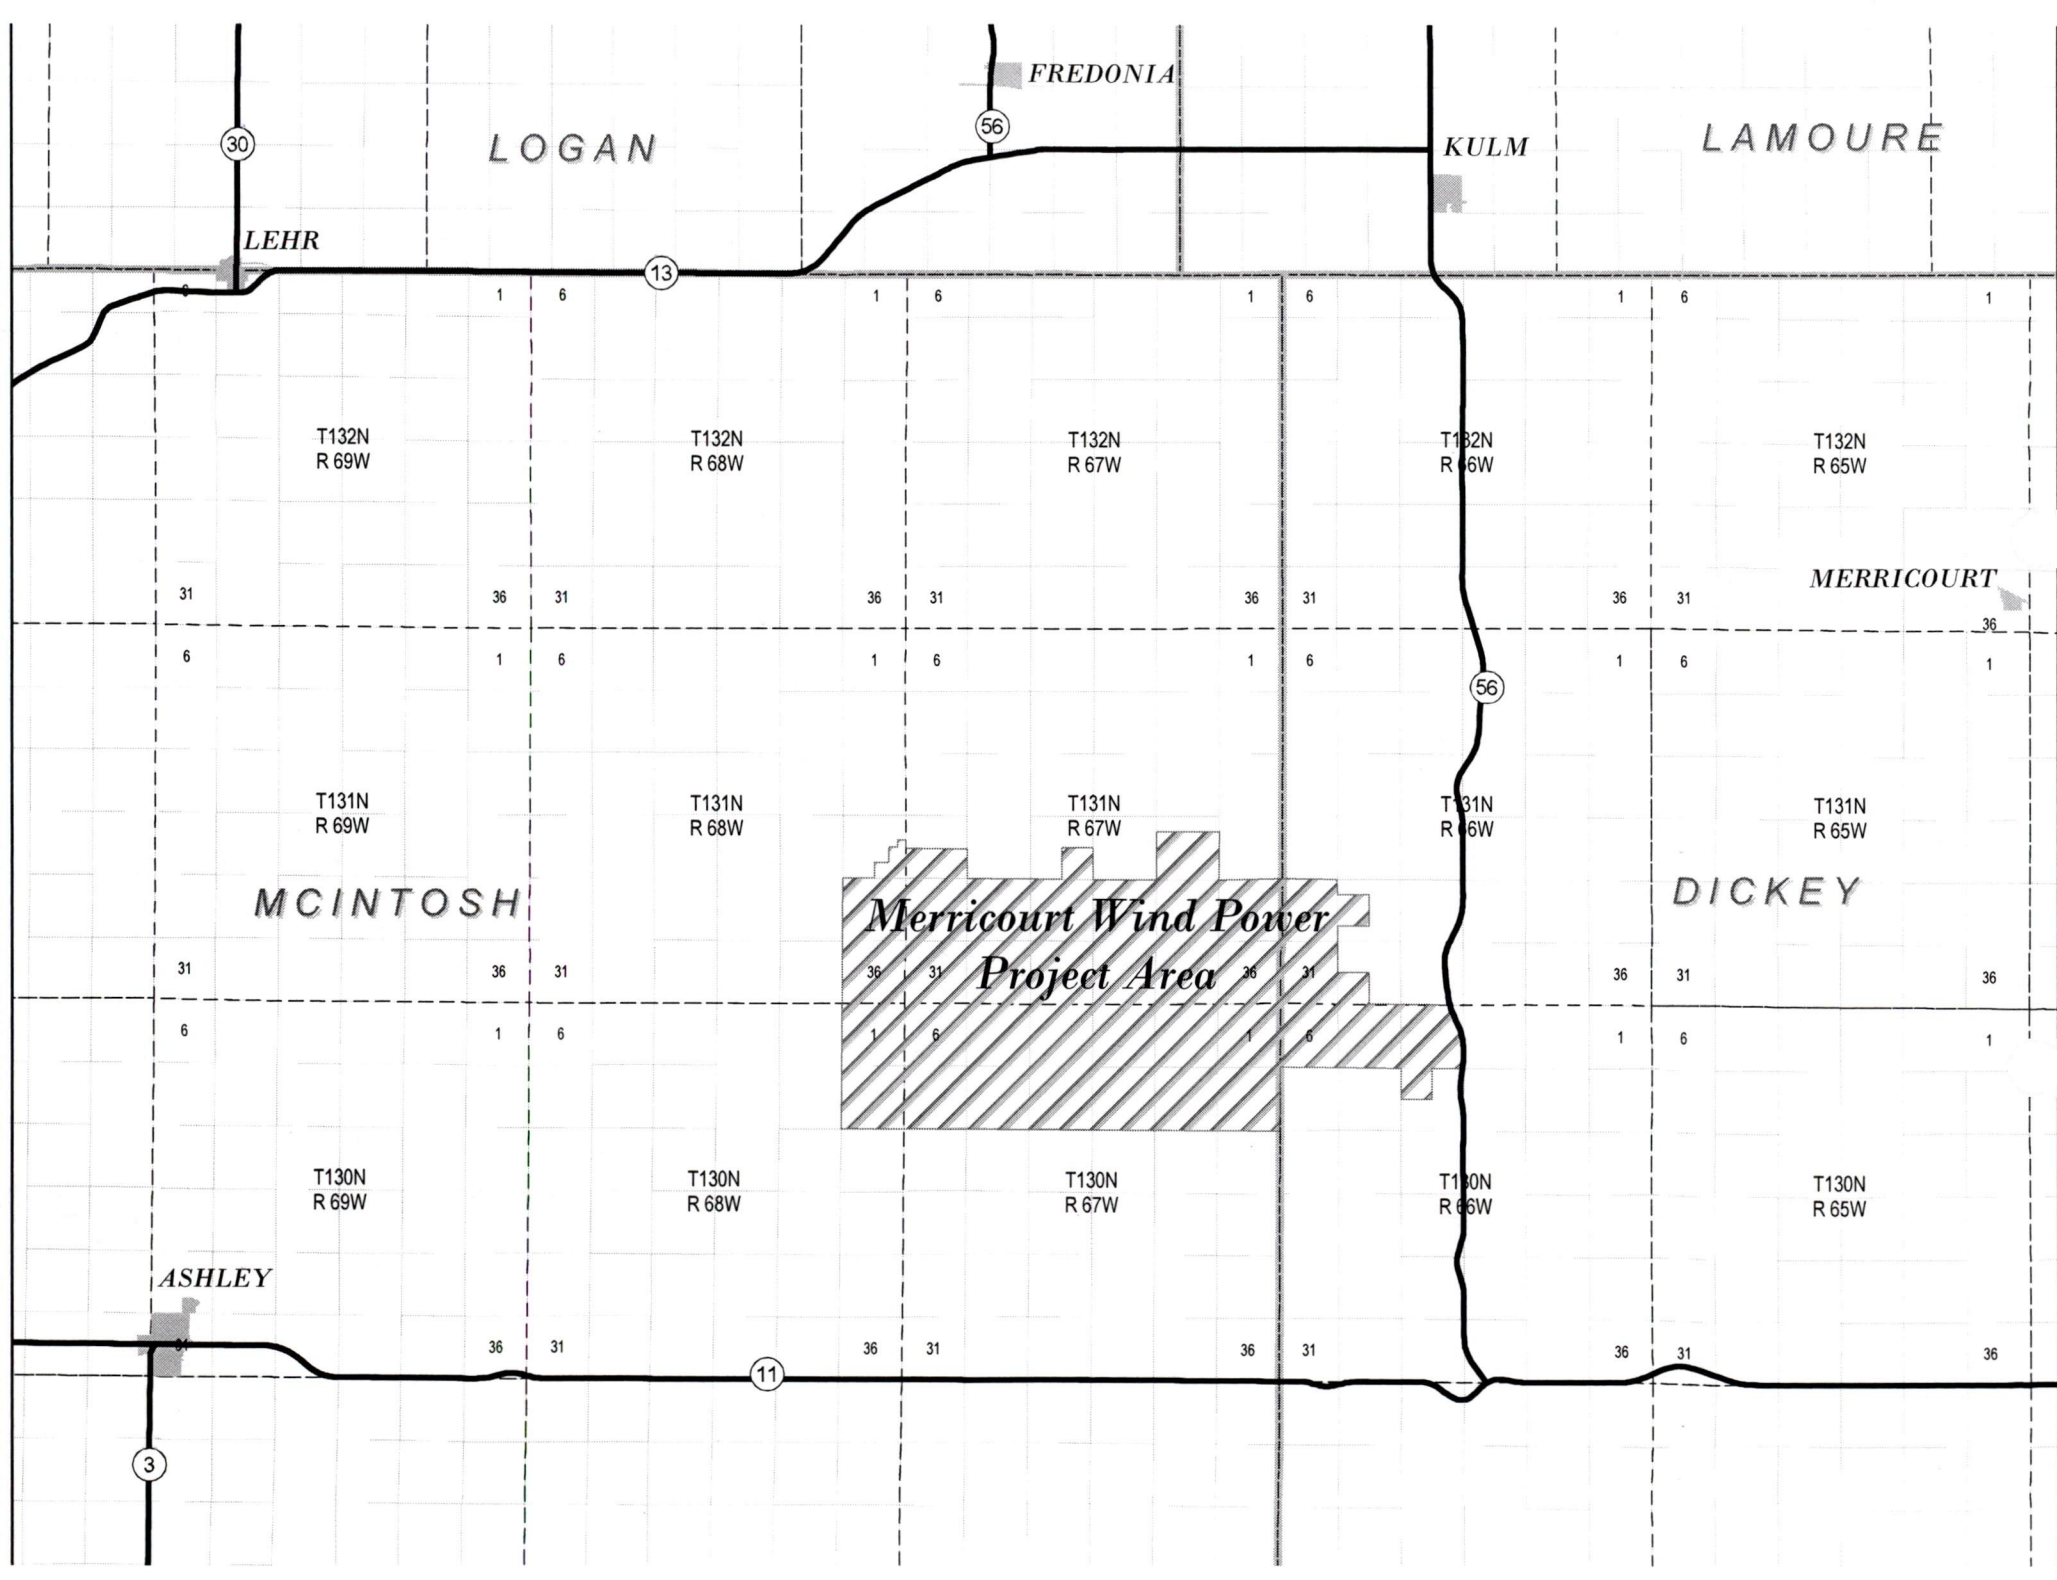 FREDONIA
56
30
LOGAN
KULM
LAMOURE
LEHR
13
6 1 6 1 6 1 6 1 6 1
T132N
R 69W
T132N
R 68W
T132N
R 67W
T132N
R 66W
T132N
R 65W
MERRICOURT
31 36 31 36 31 36 31 36 31 36
6 1 6 1 6 1 6 1 6 1
56
T131N
R 69W
T131N
R 68W
T131N
R 67W
T131N
R 66W
T131N
R 65W
MCINTOSH
DICKEY
Merricourt Wind Power
Project Area
31 36 31 36 31 36 31 36 31 36
6 1 6 1 6 1 6 1 6 1
T130N
R 69W
T130N
R 68W
T130N
R 67W
T130N
R 66W
T130N
R 65W
ASHLEY
31 36 31 36 31 36 31 36 31 36
11
3